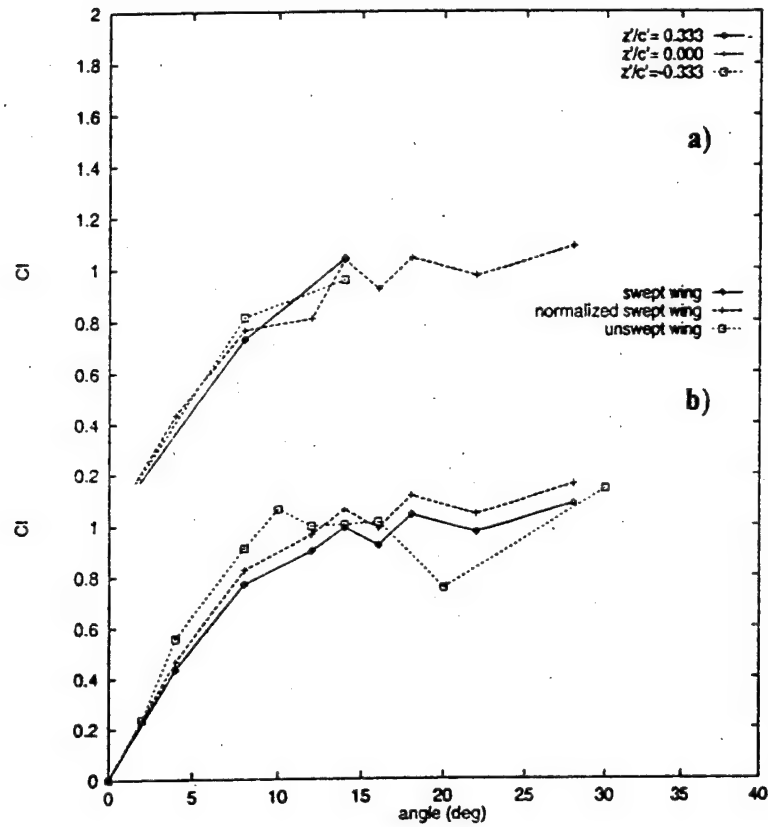 2
1.8
1.6
1.4
1.2
1
0.8
0.6
0.4
0.2
Cl
z'/c'= 0.333
z'/c'= 0.000
z'/c'=-0.333
a)
swept wing
normalized swept wing
unswept wing
b)
Cl
1
0.8
0.6
0.4
0.2
0
0 5 10 15 20 25 30 35 40
angle (deg)